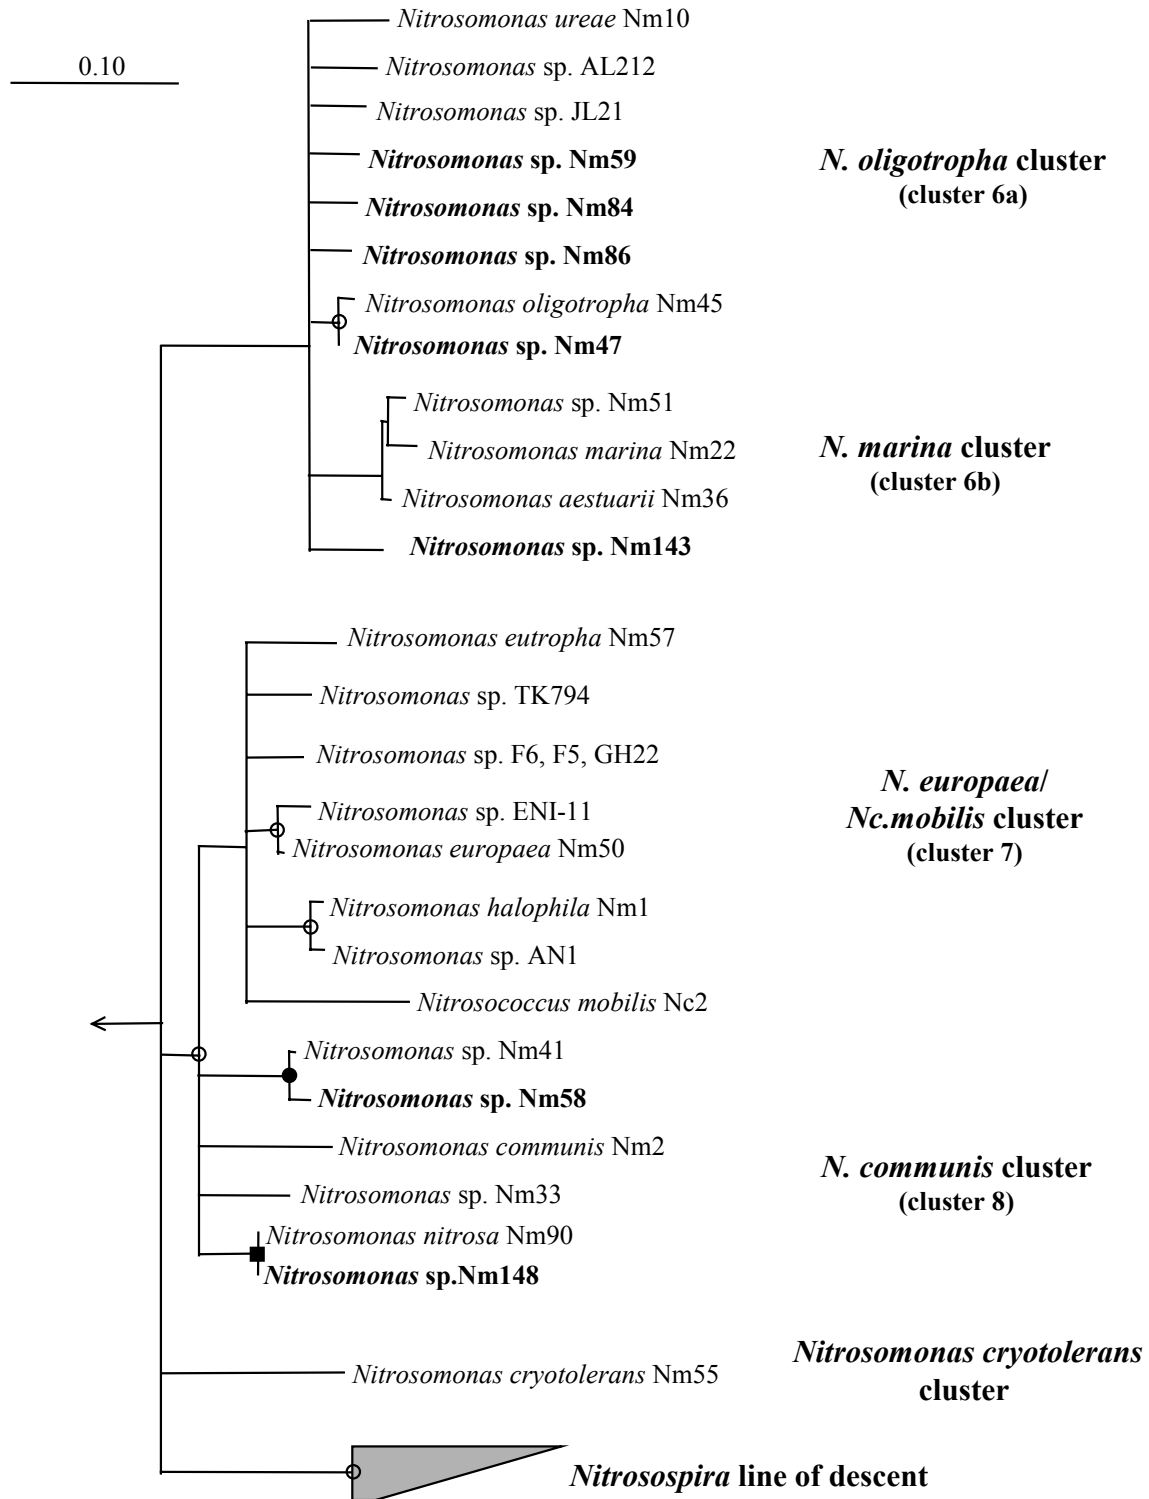 Nitrosomonas ureae Nm10
0.10
Nitrosomonas sp. AL212
Nitrosomonas sp. JL21
Nitrosomonas sp. Nm59
N. oligotropha cluster
(cluster 6a)
Nitrosomonas sp. Nm84
Nitrosomonas sp. Nm86
Nitrosomonas oligotropha Nm45
Nitrosomonas sp. Nm47
Nitrosomonas sp. Nm51
Nitrosomonas marina Nm22
N. marina cluster
(cluster 6b)
Nitrosomonas aestuarii Nm36
Nitrosomonas sp. Nm143
Nitrosomonas eutropha Nm57
Nitrosomonas sp. TK794
Nitrosomonas sp. F6, F5, GH22
N. europaea/
Nc.mobilis cluster
(cluster 7)
Nitrosomonas sp. ENI-11
Nitrosomonas europaea Nm50
Nitrosomonas halophila Nm1
Nitrosomonas sp. AN1
Nitrosococcus mobilis Nc2
Nitrosomonas sp. Nm41
Nitrosomonas sp. Nm58
Nitrosomonas communis Nm2
N. communis cluster
(cluster 8)
Nitrosomonas sp. Nm33
Nitrosomonas nitrosa Nm90
Nitrosomonas sp.Nm148
Nitrosomonas cryotolerans
cluster
Nitrosomonas cryotolerans Nm55
Nitrosospira line of descent